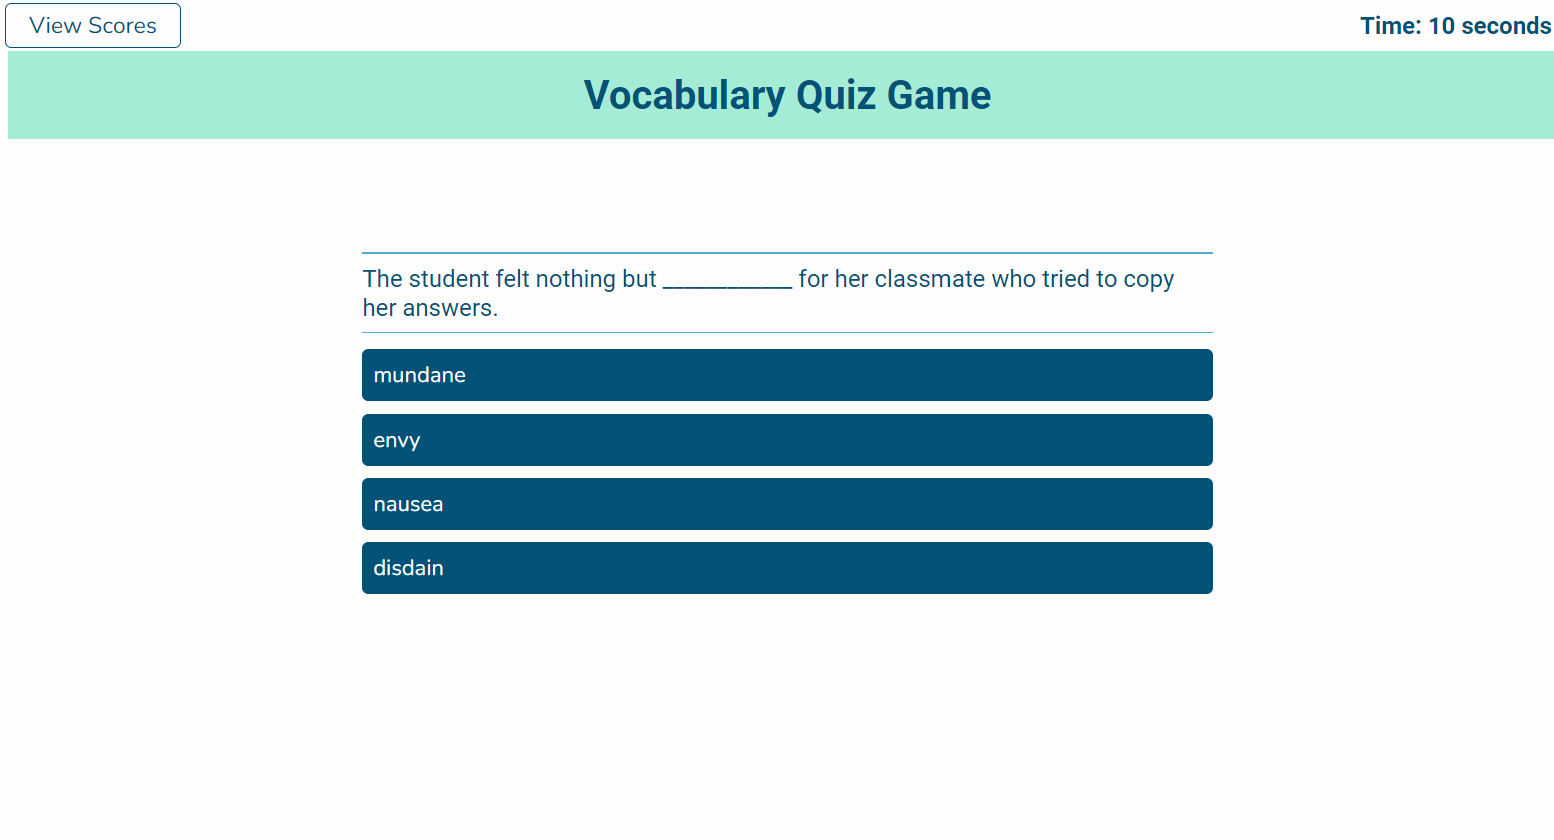 View Scores
Time: 10 seconds
Vocabulary Quiz Game
The student felt nothing but ____________ for her classmate who tried to copy
her answers.
mundane
envy
nausea
disdain